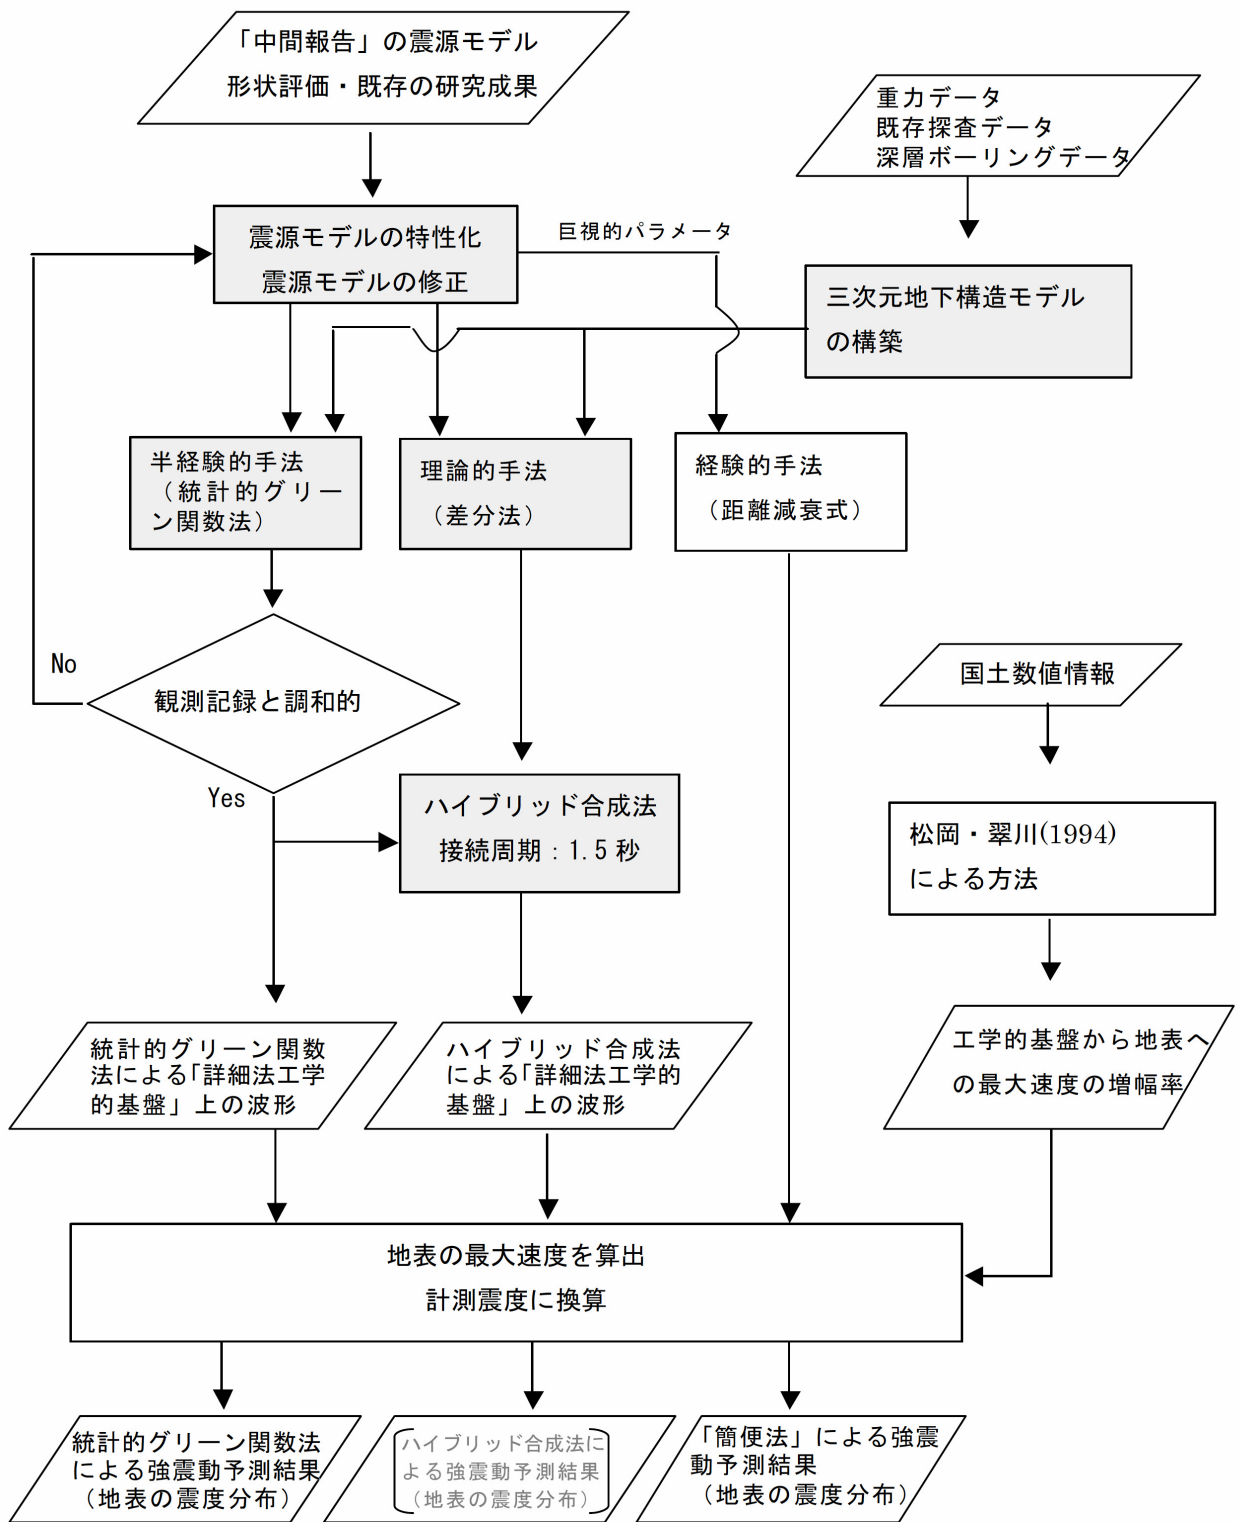 「中間報告」の震源モデル
形状評価・既存の研究成果
重力データ
既存探査データ
深層ボーリングデータ
震源モデルの特性化
震源モデルの修正
巨視的パラメータ
三次元地下構造モデル
の構築
半経験的手法
（統計的グリー
ン関数法）
理論的手法
（差分法）
経験的手法
（距離減衰式）
No
観測記録と調和的
Yes
国土数値情報
ハイブリッド合成法
接続周期：1.5秒
松岡・翠川(1994)
による方法
統計的グリーン関数
法による「詳細法工学
的基盤」上の波形
ハイブリッド合成法
による「詳細法工学的
基盤」上の波形
工学的基盤から地表へ
の最大速度の増幅率
地表の最大速度を算出
計測震度に換算
統計的グリーン関数法
による強震動予測結果
（地表の震度分布）
ハイブリッド合成法に
よる強震動予測結果
（地表の震度分布）
「簡便法」による強震
動予測結果
（地表の震度分布）